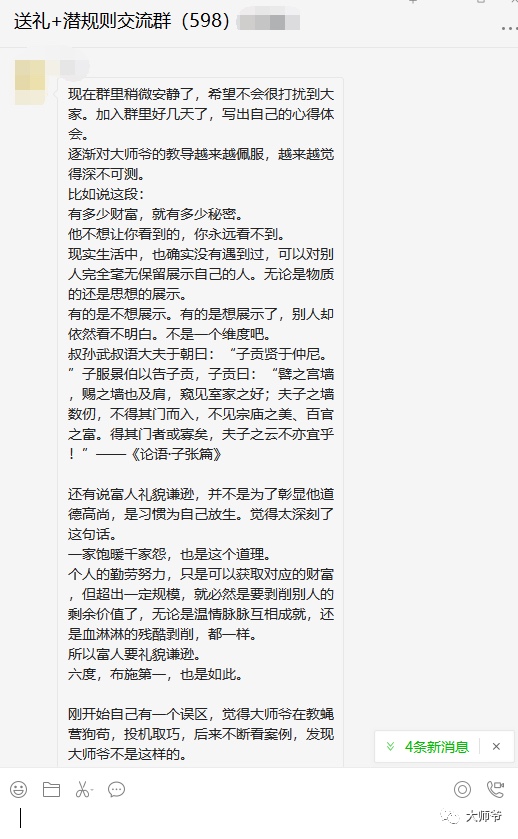 送礼+潜规则交流群（598）
现在群里稍微安静了，希望不会很打扰到大
家。加入群里好几天了，写出自己的心得体
会。
逐渐对大师爷的教导越来越佩服，越来越觉
得深不可测。
比如说这段：
有多少财富，就有多少秘密。
他不想让你看到的，你永远看不到。
现实生活中，也确实没有遇到过，可以对别
人完全毫无保留展示自己的人。无论是物质
的还是思想的展示。
有的是不想展示。有的是想展示了，别人却
依然看不明白。不是一个维度吧。
叔孙武叔语大夫于朝曰：“子贡贤于仲尼。
”子服景伯以告子贡，子贡曰：“譬之宫墙
，赐之墙也及肩，窥见室家之好；夫子之墙
数仞，不得其门而入，不见宗庙之美、百官
之富。得其门者或寡矣，夫子之云不亦宜乎
！”——《论语·子张篇》
还有说富人礼貌谦逊，并不是为了彰显他道
德高尚，是习惯为自己放生。觉得太深刻了
这句话。
一家饱暖千家怨，也是这个道理。
个人的勤劳努力，只是可以获取对应的财富
，但超出一定规模，就必然是要剥削别人的
剩余价值了，无论是温情脉脉互相成就，还
是血淋淋的残酷剥削，都一样。
所以富人要礼貌谦逊。
六度，布施第一，也是如此。
刚开始自己有一个误区，觉得大师爷在教蝇
营狗苟，投机取巧，后来不断看案例，发现
大师爷不是这样的。
4条新消息
大师爷